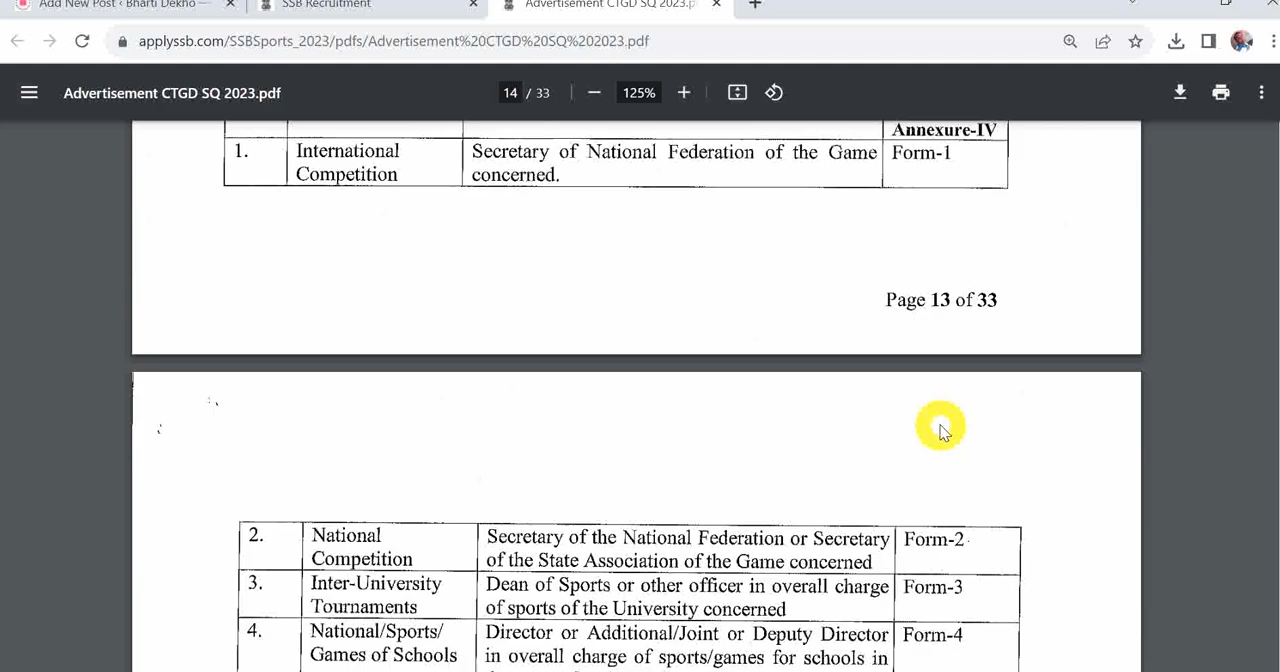 Add New Post ‹ Bharti Dekho —
SSB Recruitment
Advertisement CTGD SQ 2023.p
applyssb.com/SSBSports_2023/pdfs/Advertisement%20CTGD%20SQ%202023.pdf
Advertisement CTGD SQ 2023.pdf
14 / 33
125%
Annexure-IV
1. International Secretary of National Federation of the Game Form-1
Competition concerned.
Page 13 of 33
2. National Secretary of the National Federation or Secretary Form-2
Competition of the State Association of the Game concerned
3. Inter-University Dean of Sports or other officer in overall charge Form-3
Tournaments of sports of the University concerned
4. National/Sports/ Director or Additional/Joint or Deputy Director Form-4
Games of Schools in overall charge of sports/games for schools in